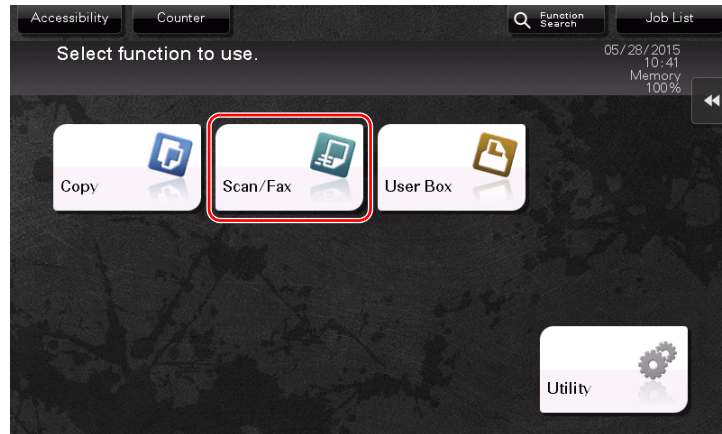 Accessibility
Counter
Function
Search
Job List
Select function to use.
05/28/2015
10:41
Memory
100%
Copy
Scan/Fax
User Box
Utility